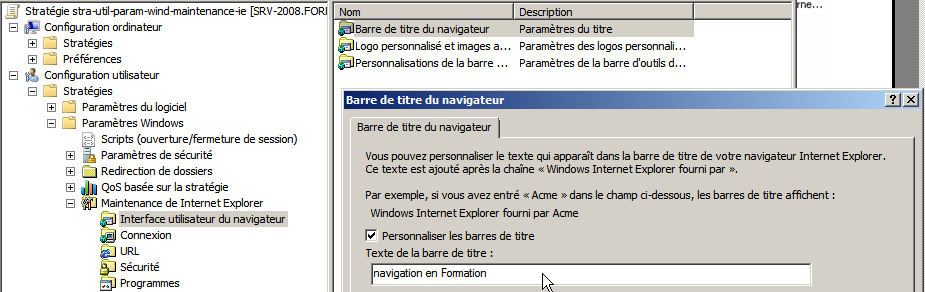 Stratégie stra-util-param-wind-maintenance-ie [SRV-2008.FORM
Configuration ordinateur
Stratégies
Préférences
Configuration utilisateur
Stratégies
Paramètres du logiciel
Paramètres Windows
Scripts (ouverture/fermeture de session)
Paramètres de sécurité
Redirection de dossiers
QoS basée sur la stratégie
Maintenance de Internet Explorer
Interface utilisateur du navigateur
Connexion
URL
Sécurité
Programmes
Nom Description
Barre de titre du navigateur Paramètres du titre
Logo personnalisé et images a... Paramètres des logos personnali...
Personnalisations de la barre ... Paramètres de la barre d'outils d...
rne...
Barre de titre du navigateur
Barre de titre du navigateur
Vous pouvez personnaliser le texte qui apparaît dans la barre de titre de votre navigateur Internet Explorer.
Ce texte est ajouté après la chaîne « Windows Internet Explorer fourni par ».
Par exemple, si vous avez entré « Acme » dans le champ ci-dessous, les barres de titre affichent :
Windows Internet Explorer fourni par Acme
Personnaliser les barres de titre
Texte de la barre de titre :
navigation en Formation